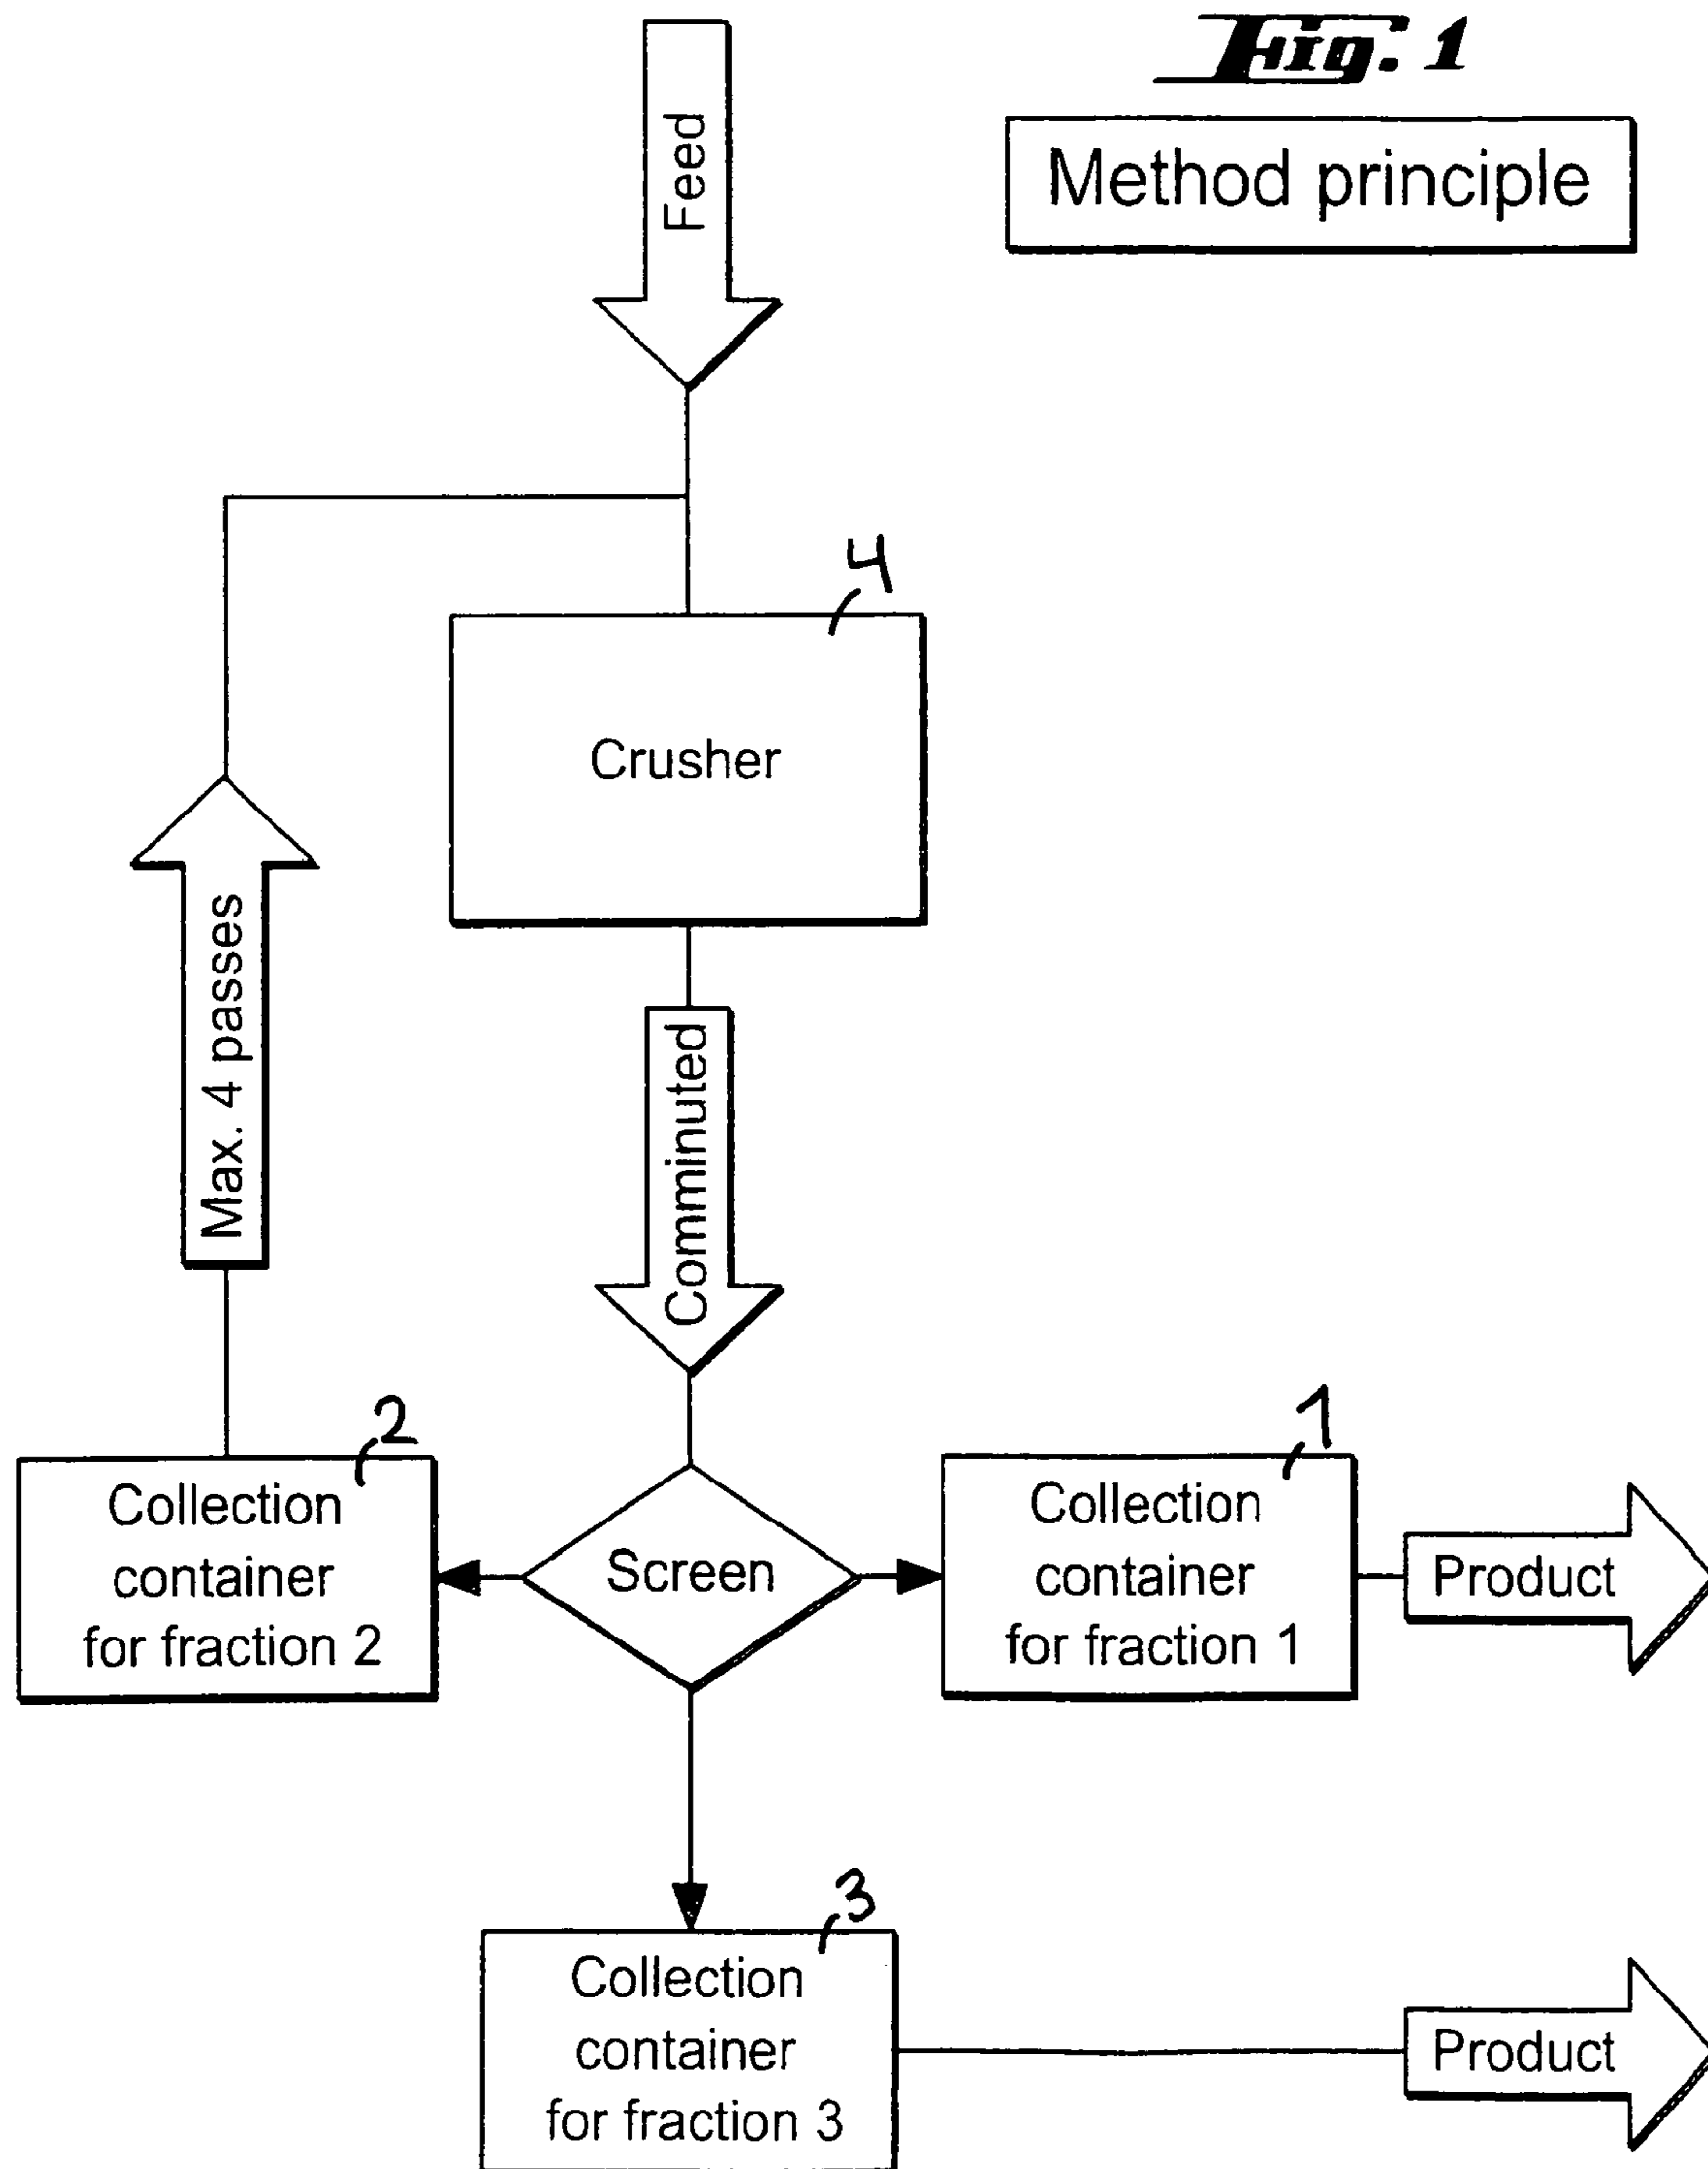 Fig. 1
Method principle
Feed
4
Crusher
Max. 4 passes
Comminuted
2
Collection
container
for fraction 2
Screen
1
Collection
container
for fraction 1
Product
3
Collection
container
for fraction 3
Product